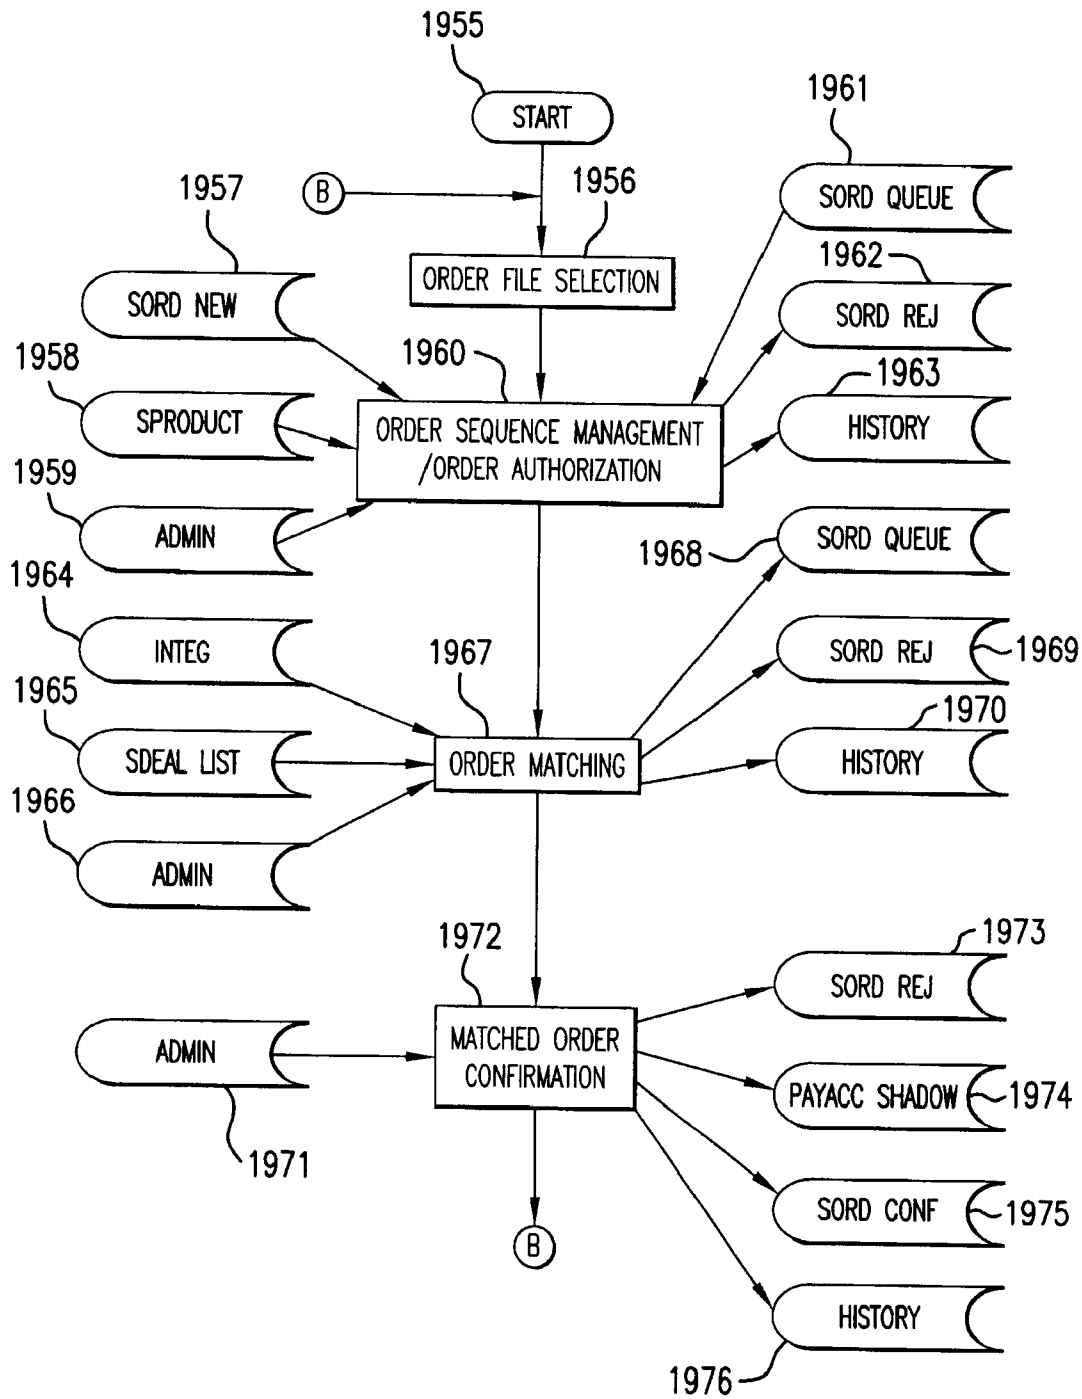 1955
START
1961
SORD QUEUE
B
1956
1957
ORDER FILE SELECTION
SORD NEW
1962
SORD REJ
1958
1960
1963
SPRODUCT
ORDER SEQUENCE MANAGEMENT
/ORDER AUTHORIZATION
HISTORY
1959
ADMIN
SORD QUEUE
1968
1964
INTEG
1967
SORD REJ
1969
1965
SDEAL LIST
ORDER MATCHING
1970
HISTORY
1966
ADMIN
1972
1973
SORD REJ
ADMIN
MATCHED ORDER
CONFIRMATION
PAYACC SHADOW
1974
1971
SORD CONF
1975
B
HISTORY
1976